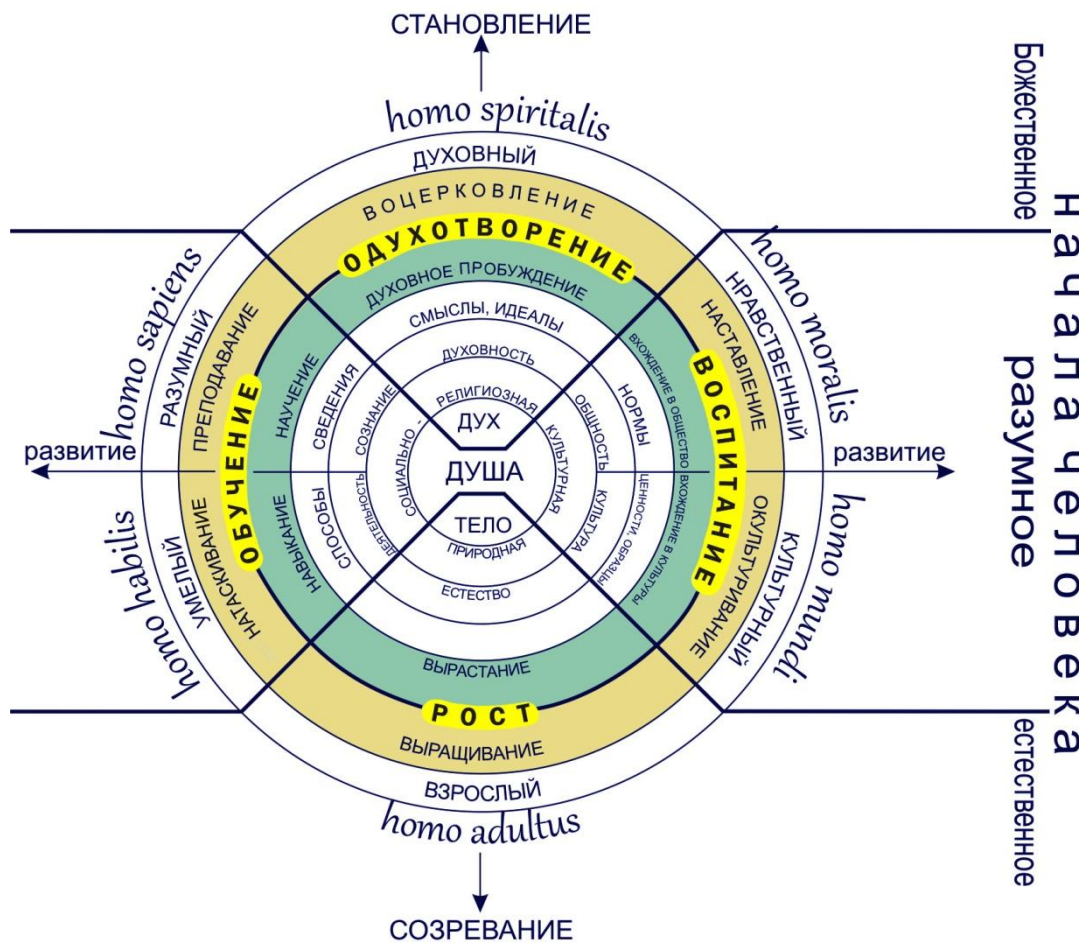 СТАНОВЛЕНИЕ
homo spiritalis
ДУХОВНЫЙ
ВОЦЕРКОВЛЕНИЕ
ОДУХОТВОРЕНИЕ
ДУХОВНОЕ ПРОБУЖДЕНИЕ
СМЫСЛЫ, ИДЕАЛЫ
ДУХОВНОСТЬ
РЕЛИГИОЗНАЯ
ДУХ
ДУША
ТЕЛО
ПРИРОДНАЯ
ЕСТЕСТВО
ВЫРАСТАНИЕ
РОСТ
ВЫРАЩИВАНИЕ
ВЗРОСЛЫЙ
homo adultus
СОЗРЕВАНИЕ
развитие
homo sapiens
РАЗУМНЫЙ
ПРЕПОДАВАНИЕ
ОБУЧЕНИЕ
НАУЧЕНИЕ
СВЕДЕНИЯ
СОЗНАНИЕ
СОЦИАЛЬНО -
homo habilis
УМЕЛЫЙ
НАТАСКИВАНИЕ
НАВЫКАНИЕ
СПОСОБЫ
ДЕЯТЕЛЬНОСТЬ
КУЛЬТУРНАЯ
ОБЩНОСТЬ
НОРМЫ
ВХОЖДЕНИЕ В ОБЩЕСТВО
ВОСПИТАНИЕ
НАСТАВЛЕНИЕ
НРАВСТВЕННЫЙ
homo moralis
развитие
КУЛЬТУРА
ЦЕННОСТИ, ОБРАЗЦЫ
ВХОЖДЕНИЕ В КУЛЬТУРЫ
ОКУЛЬТУРИВАНИЕ
КУЛЬТУРНЫЙ
homo mundi
Божественное
разумное
естественное
начала человека